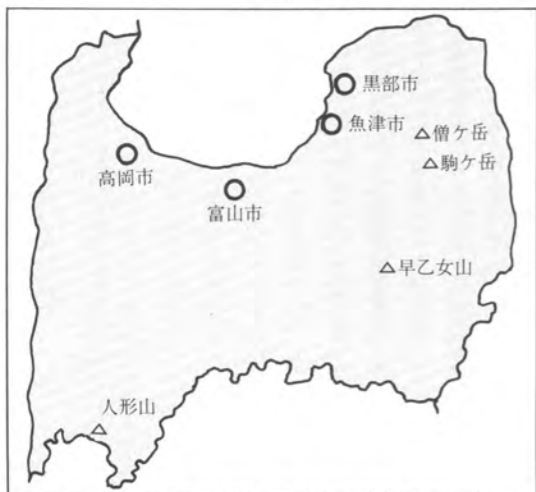 黒部市
魚津市
僧ケ岳
駒ケ岳
高岡市
富山市
早乙女山
人形山